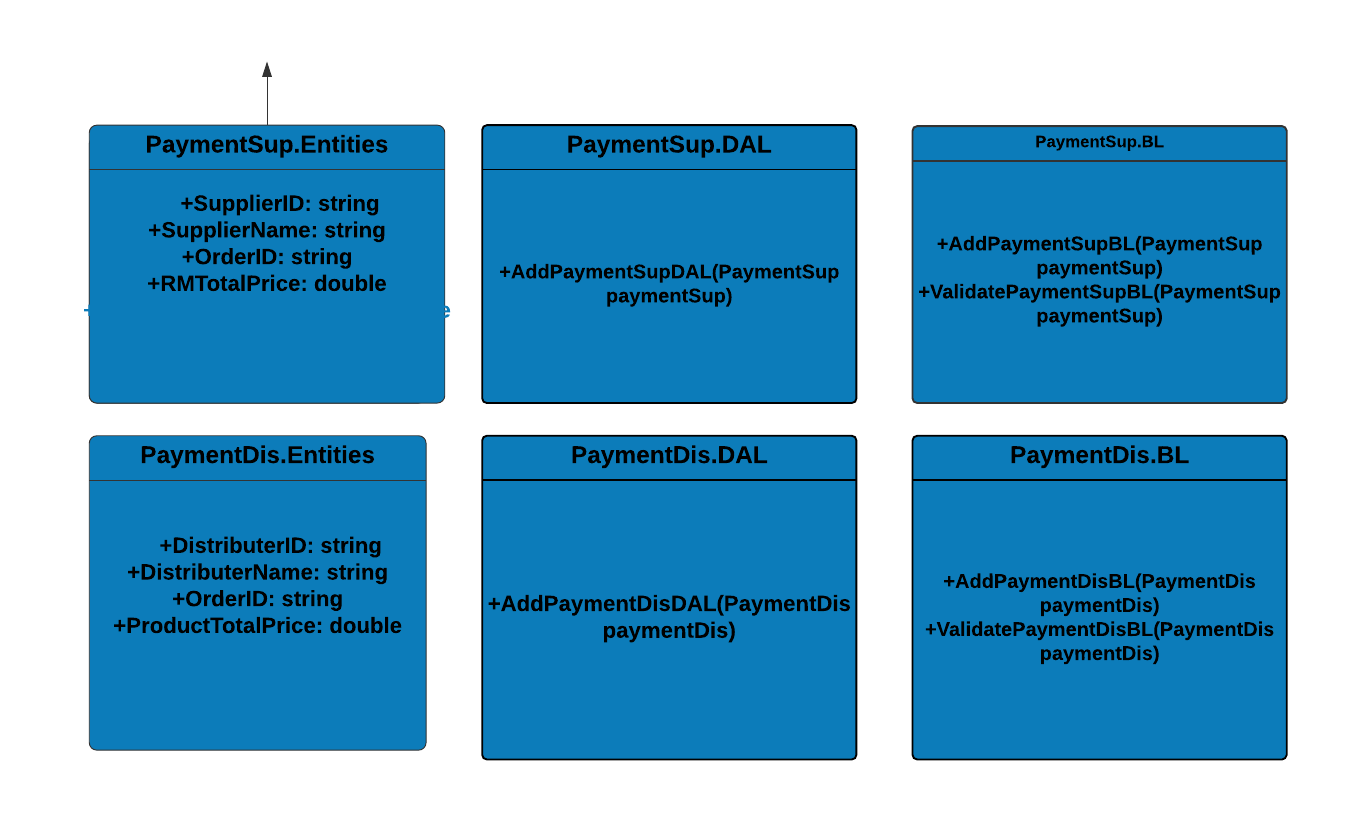 PaymentSup.Entities
+SupplierID: string
+SupplierName: string
+OrderID: string
+RMTotalPrice: double
PaymentSup.DAL
+AddPaymentSupDAL(PaymentSup
paymentSup)
PaymentSup.BL
+AddPaymentSupBL(PaymentSup
paymentSup)
+ValidatePaymentSupBL(PaymentSup
paymentSup)
PaymentDis.Entities
+DistributerID: string
+DistributerName: string
+OrderID: string
+ProductTotalPrice: double
PaymentDis.DAL
+AddPaymentDisDAL(PaymentDis
paymentDis)
PaymentDis.BL
+AddPaymentDisBL(PaymentDis
paymentDis)
+ValidatePaymentDisBL(PaymentDis
paymentDis)